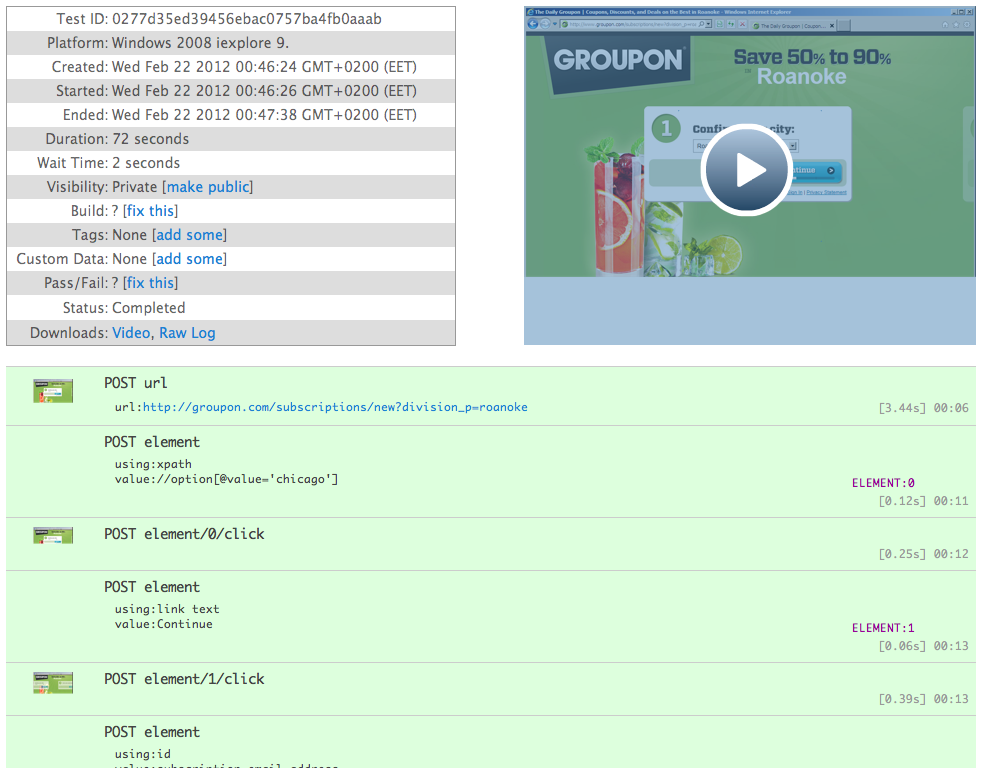 Test ID: 0277d35ed39456ebac0757ba4fb0aaab
Platform: Windows 2008 iexplore 9.
Created: Wed Feb 22 2012 00:46:24 GMT+0200 (EET)
Started: Wed Feb 22 2012 00:46:26 GMT+0200 (EET)
Ended: Wed Feb 22 2012 00:47:38 GMT+0200 (EET)
Duration: 72 seconds
Wait Time: 2 seconds
Visibility: Private [make public]
Build: ? [fix this]
Tags: None [add some]
Custom Data: None [add some]
Pass/Fail: ? [fix this]
Status: Completed
Downloads: Video, Raw Log
The Daily Groupon | Coupons, Discounts, and Deals on the Best in Roanoke - Windows Internet Explorer
The Daily Groupon | Coupon...
GROUPON
Save 50% to 90%
Roanoke
1
POST url
url:http://groupon.com/subscriptions/new?division_p=roanoke
[3.44s] 00:06
POST element
using:xpath
value://option[@value='chicago']
ELEMENT:0
[0.12s] 00:11
POST element/0/click
[0.25s] 00:12
POST element
using:link text
value:Continue
ELEMENT:1
[0.06s] 00:13
POST element/1/click
[0.39s] 00:13
POST element
using:id